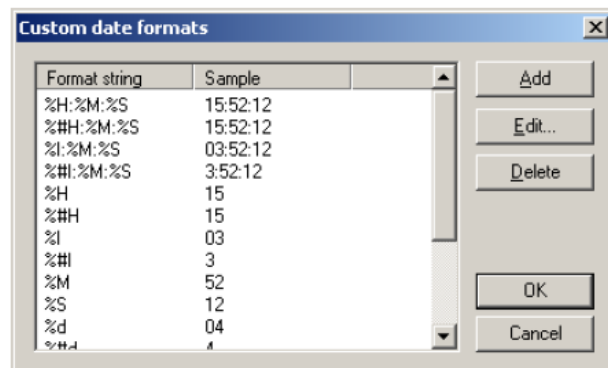 Custom date formats
Format string Sample
%H:%M:%S 15:52:12
%#H:%M:%S 15:52:12
%I:%M:%S 03:52:12
%#I:%M:%S 3:52:12
%H 15
%#H 15
%I 03
%#I 3
%M 52
%S 12
%d 04
%#d 4
Add
Edit...
Delete
OK
Cancel